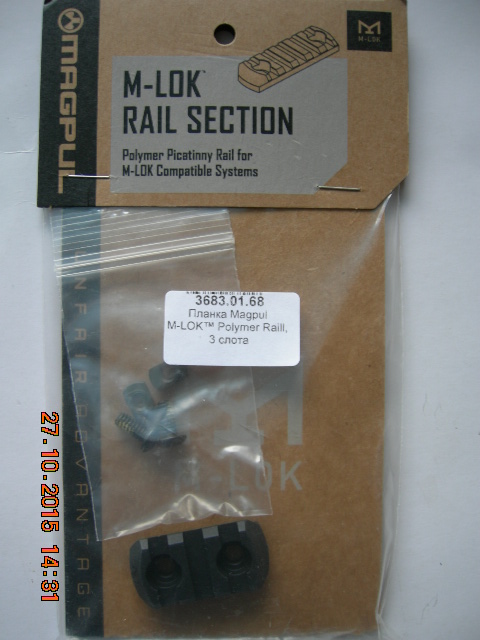 MAGPUL
M-LOK
RAIL SECTION
Polymer Picatinny Rail for
M-LOK Compatible Systems
M-LOK
3683.01.68
Планка Magpul
M-LOK™ Polymer Raill,
3 слота
UNFAIR ADVANTAGE
M-LOK
27.10.2015 14:31